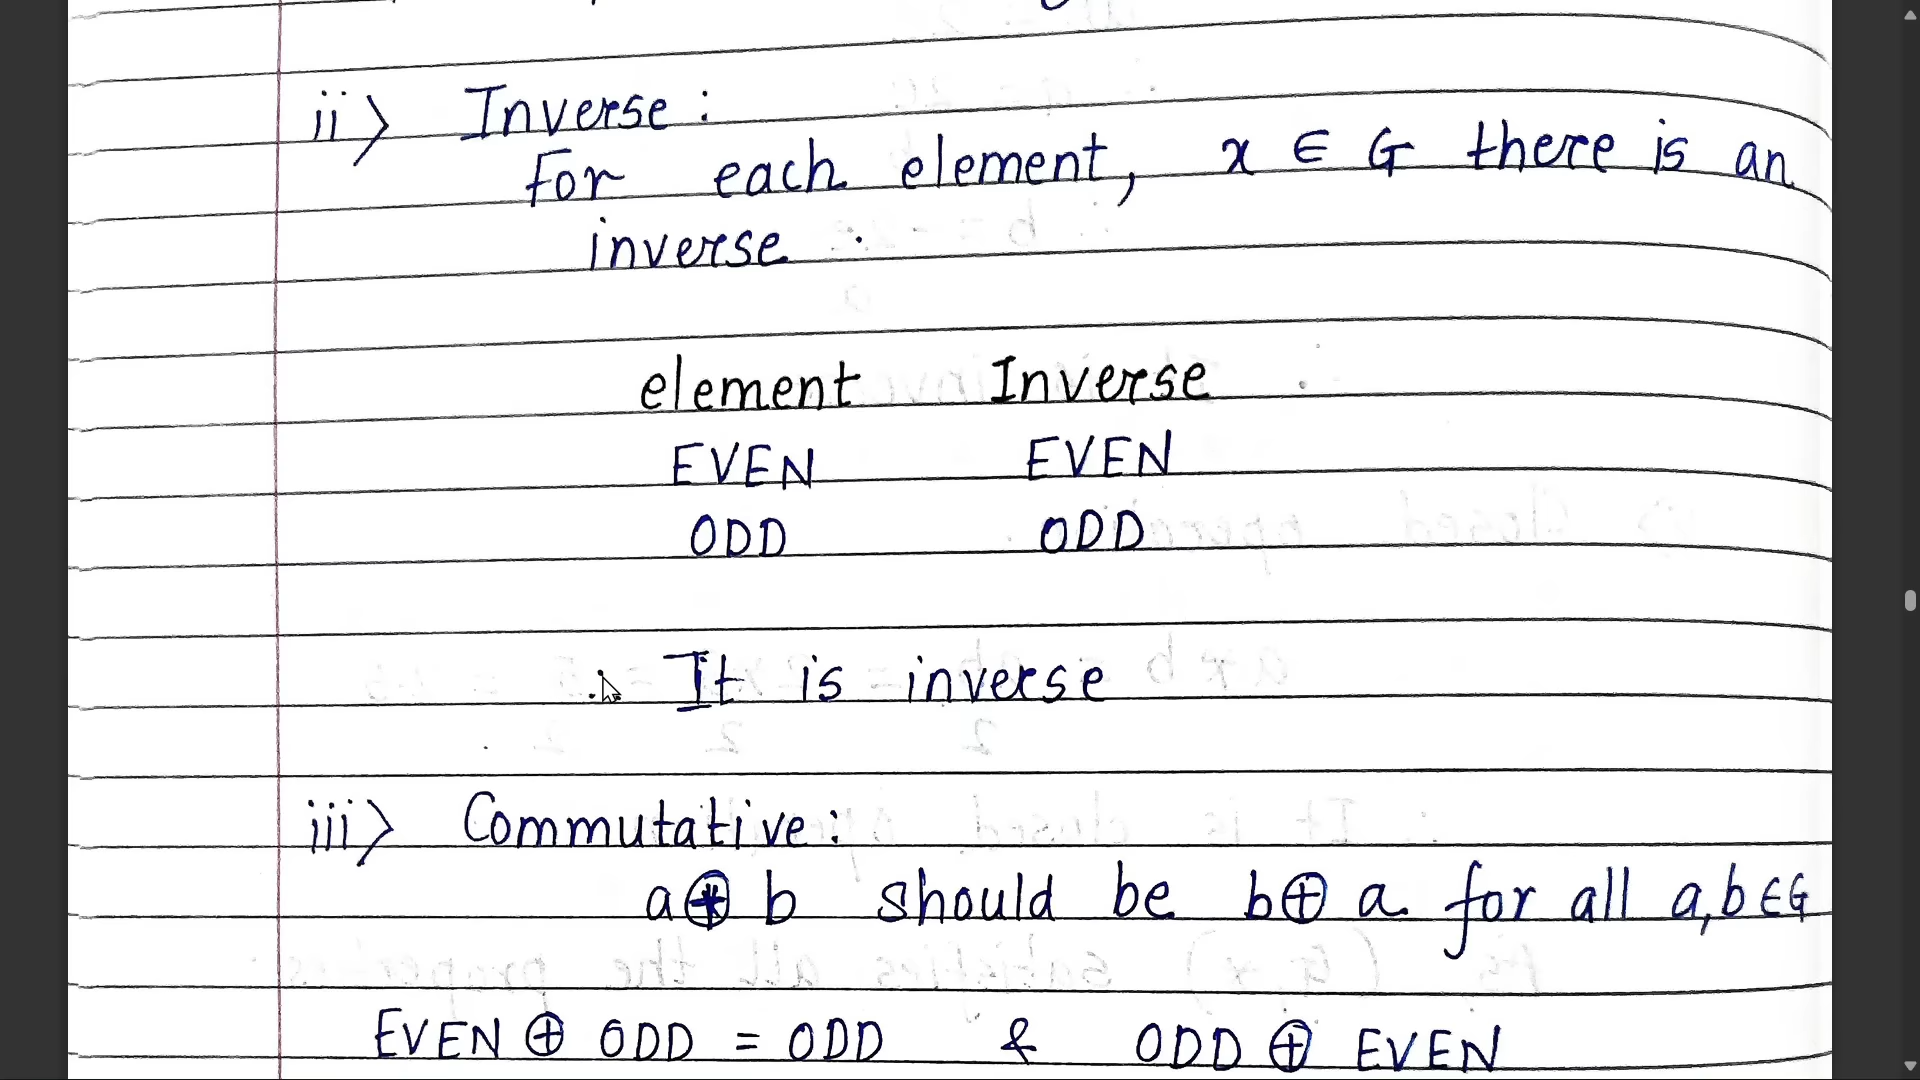 ii> Inverse:
For each element, x ∈ G there is an
inverse.
element Inverse
EVEN EVEN
ODD ODD
∴ It is inverse
iii> Commutative:
a ⊕ b should be b ⊕ a for all a, b ∈ G
EVEN ⊕ ODD = ODD & ODD ⊕ EVEN